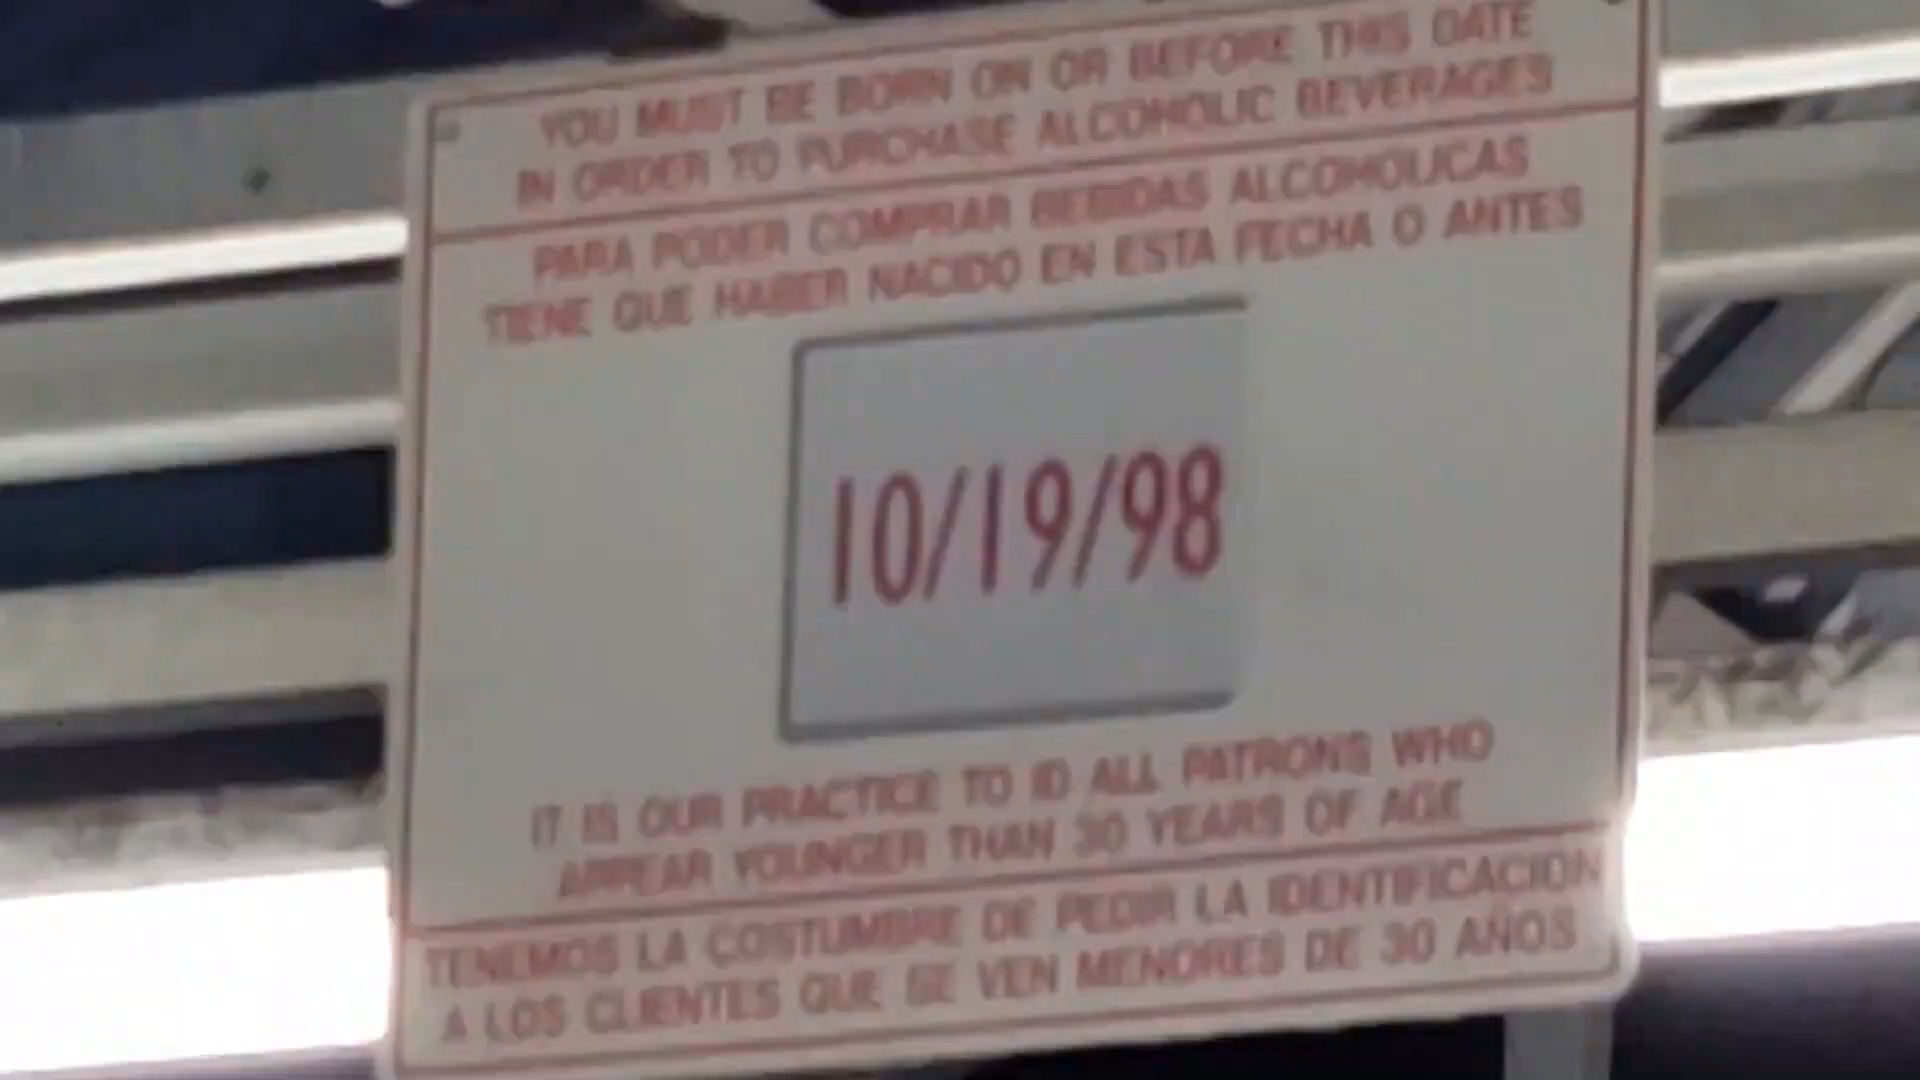 YOU MUST BE BORN ON OR BEFORE THIS DATE
IN ORDER TO PURCHASE ALCOHOLIC BEVERAGES
PARA PODER COMPRAR BEBIDAS ALCOHOLICAS
TIENE QUE HABER NACIDO EN ESTA FECHA O ANTES
10/19/98
IT IS OUR PRACTICE TO ID ALL PATRONS WHO
APPEAR YOUNGER THAN 30 YEARS OF AGE
TENEMOS LA COSTUMBRE DE PEDIR LA IDENTIFICACION
A LOS CLIENTES QUE SE VEN MENORES DE 30 AÑOS